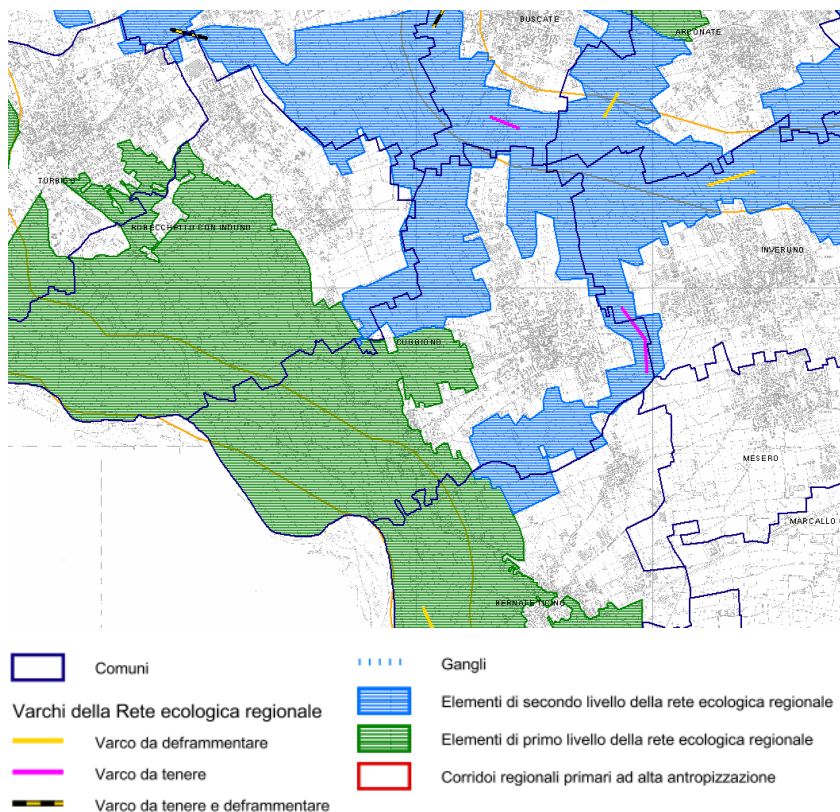 BUSCATE
ARCONATE
TURBIGO
ROBECCHETTO CON INDUNO
INVERUNO
CUGGIONO
MESERO
MARCALLO
BERNATE TICINO
Comuni
Varchi della Rete ecologica regionale
Varco da deframmentare
Varco da tenere
Varco da tenere e deframmentare
Gangli
Elementi di secondo livello della rete ecologica regionale
Elementi di primo livello della rete ecologica regionale
Corridoi regionali primari ad alta antropizzazione